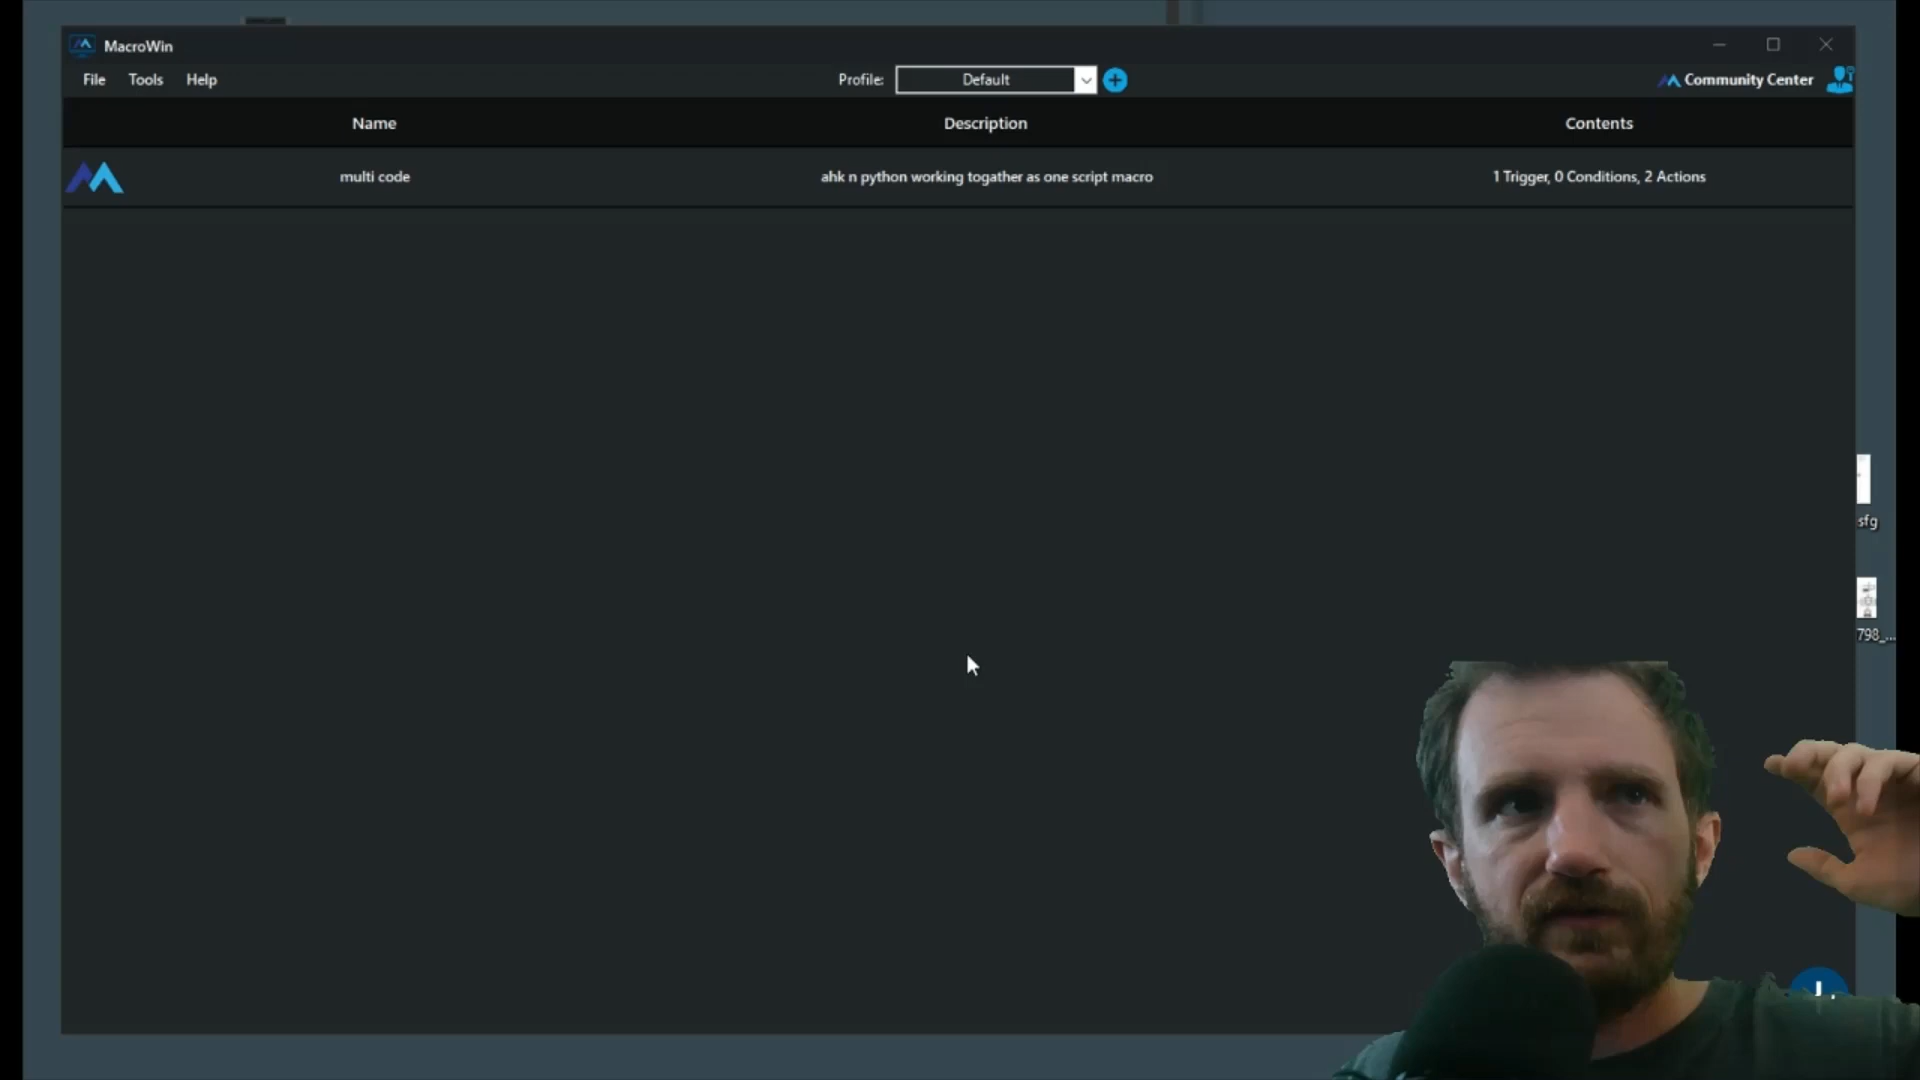 MacroWin
File Tools Help
Profile: Default
Community Center
Name Description Contents
multi code ahk n python working togather as one script macro 1 Trigger, 0 Conditions, 2 Actions
sfg
798_...